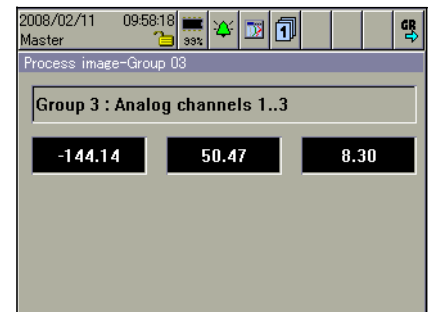 2008/02/11 09:58:18
Master 99% 1 GR
Process image-Group 03
Group 3 : Analog channels 1..3
-144.14 50.47 8.30